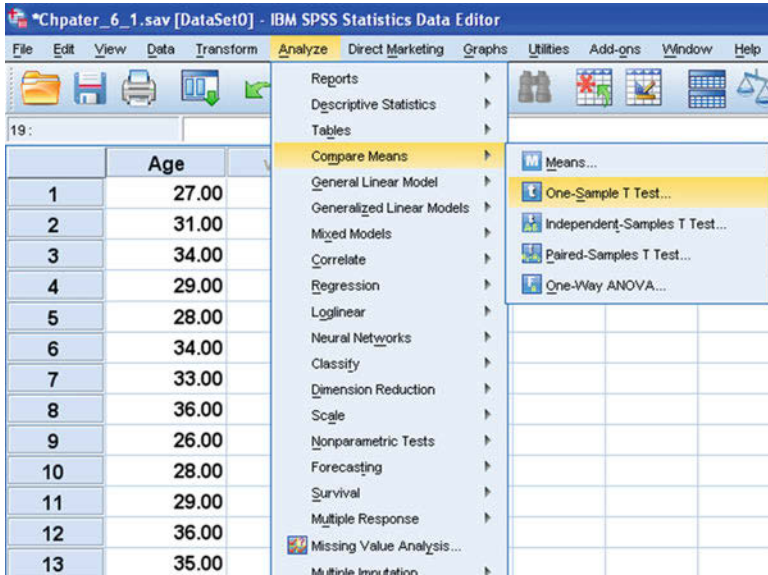 *Chpater_6_1.sav [DataSet0] - IBM SPSS Statistics Data Editor
File Edit View Data Transform Analyze Direct Marketing Graphs Utilities Add-ons Window Help
19 :
Age
1 27.00
2 31.00
3 34.00
4 29.00
5 28.00
6 34.00
7 33.00
8 36.00
9 26.00
10 28.00
11 29.00
12 36.00
13 35.00
Reports
Descriptive Statistics
Tables
Compare Means
General Linear Model
Generalized Linear Models
Mixed Models
Correlate
Regression
Loglinear
Neural Networks
Classify
Dimension Reduction
Scale
Nonparametric Tests
Forecasting
Survival
Multiple Response
Missing Value Analysis...
Multiple Imputation
Means...
One-Sample T Test...
Independent-Samples T Test...
Paired-Samples T Test...
One-Way ANOVA...